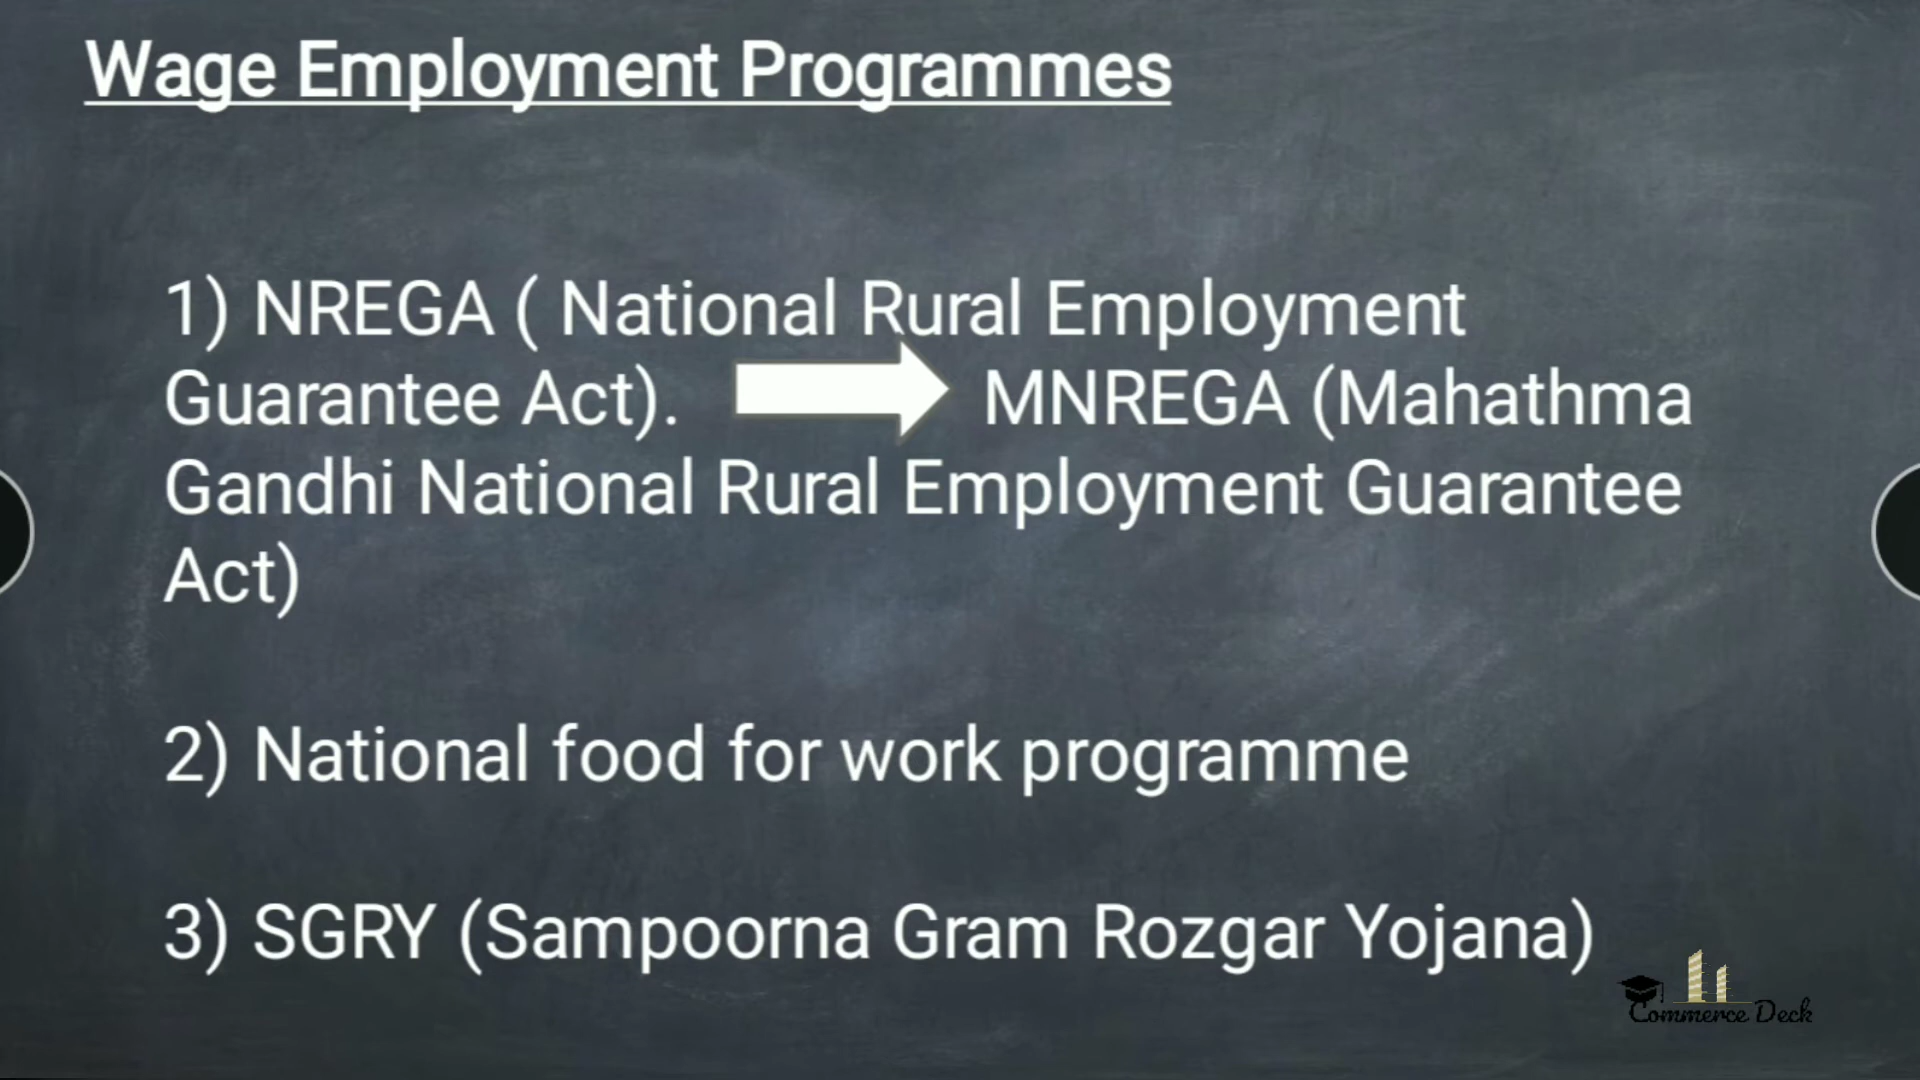 Wage Employment Programmes
1) NREGA ( National Rural Employment
Guarantee Act). MNREGA (Mahathma
Gandhi National Rural Employment Guarantee
Act)
2) National food for work programme
3) SGRY (Sampoorna Gram Rozgar Yojana)
Commerce Deck